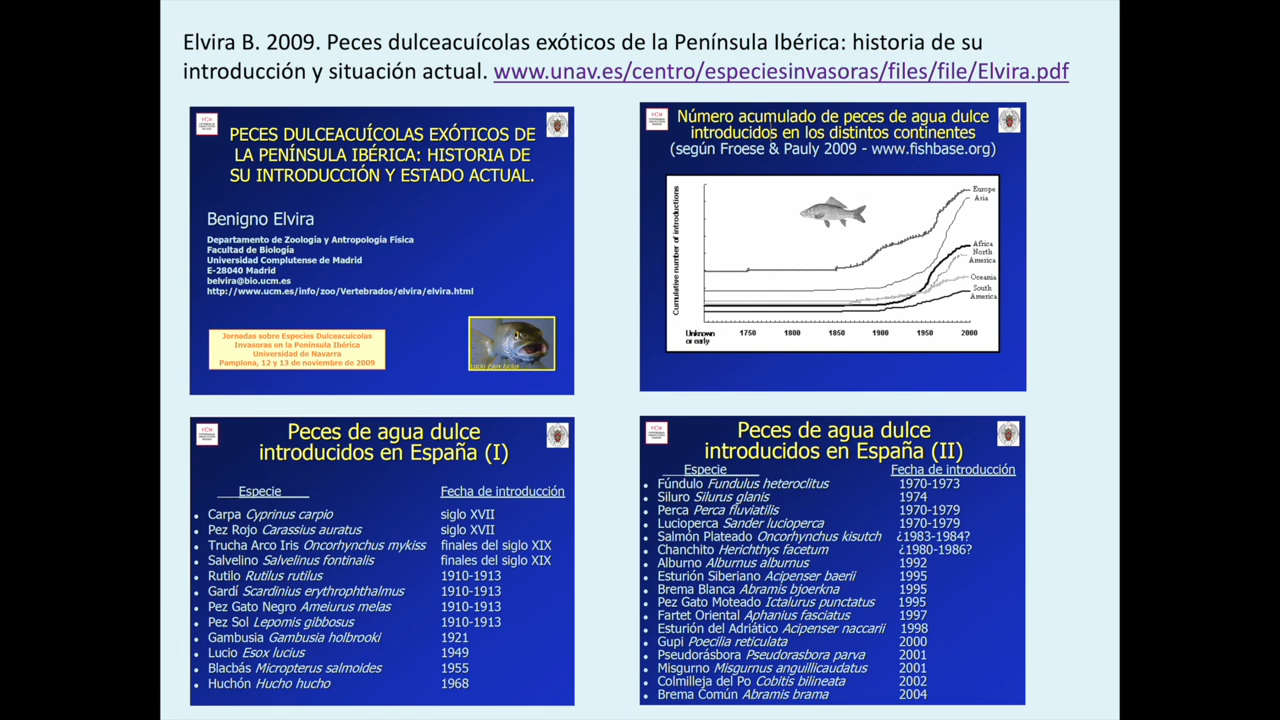 Elvira B. 2009. Peces dulceacuícolas exóticos de la Península Ibérica: historia de su
introducción y situación actual. www.unav.es/centro/especiesinvasoras/files/file/Elvira.pdf
PECES DULCEACUÍCOLAS EXÓTICOS DE
LA PENÍNSULA IBÉRICA: HISTORIA DE
SU INTRODUCCIÓN Y ESTADO ACTUAL.
Benigno Elvira
Departamento de Zoología y Antropología Física
Facultad de Biología
Universidad Complutense de Madrid
E-28040 Madrid
belvira@bio.ucm.es
http://www.ucm.es/info/zoo/Vertebrados/elvira/elvira.html
Jornadas sobre Especies Dulceacuícolas
Invasoras en la Península Ibérica
Universidad de Navarra
Pamplona, 12 y 13 de noviembre de 2009
Lucio Esox lucius
Número acumulado de peces de agua dulce
introducidos en los distintos continentes
(según Froese & Pauly 2009 - www.fishbase.org)
Cumulative number of introductions
Europe
Asia
Africa
North
America
Oceania
South
America
Unknown
or early
1750 1800 1850 1900 1950 2000
Peces de agua dulce
introducidos en España (I)
Especie Fecha de introducción
• Carpa Cyprinus carpio siglo XVII
• Pez Rojo Carassius auratus siglo XVII
• Trucha Arco Iris Oncorhynchus mykiss finales del siglo XIX
• Salvelino Salvelinus fontinalis finales del siglo XIX
• Rutilo Rutilus rutilus 1910-1913
• Gardí Scardinius erythrophthalmus 1910-1913
• Pez Gato Negro Ameiurus melas 1910-1913
• Pez Sol Lepomis gibbosus 1910-1913
• Gambusia Gambusia holbrooki 1921
• Lucio Esox lucius 1949
• Blacbás Micropterus salmoides 1955
• Huchón Hucho hucho 1968
Peces de agua dulce
introducidos en España (II)
Especie Fecha de introducción
• Fúndulo Fundulus heteroclitus 1970-1973
• Siluro Silurus glanis 1974
• Perca Perca fluviatilis 1970-1979
• Lucioperca Sander lucioperca 1970-1979
• Salmón Plateado Oncorhynchus kisutch ¿1983-1984?
• Chanchito Herichthys facetum ¿1980-1986?
• Alburno Alburnus alburnus 1992
• Esturión Siberiano Acipenser baerii 1995
• Brema Blanca Abramis bjoerkna 1995
• Pez Gato Moteado Ictalurus punctatus 1995
• Fartet Oriental Aphanius fasciatus 1997
• Esturión del Adriático Acipenser naccarii 1998
• Gupi Poecilia reticulata 2000
• Pseudorásbora Pseudorasbora parva 2001
• Misgurno Misgurnus anguillicaudatus 2001
• Colmilleja del Po Cobitis bilineata 2002
• Brema Común Abramis brama 2004